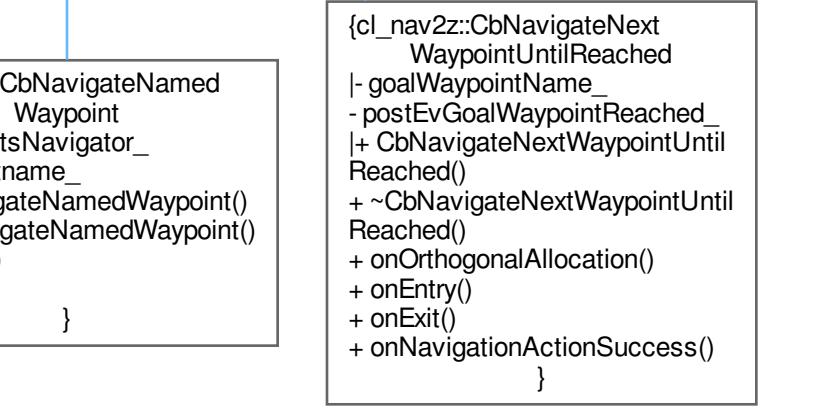 CbNavigateNamed
Waypoint
tsNavigator_
name_
gateNamedWaypoint()
gateNamedWaypoint()
)
}
{cl_nav2z::CbNavigateNext
WaypointUntilReached
|- goalWaypointName_
- postEvGoalWaypointReached_
|+ CbNavigateNextWaypointUntil
Reached()
+ ~CbNavigateNextWaypointUntil
Reached()
+ onOrthogonalAllocation()
+ onEntry()
+ onExit()
+ onNavigationActionSuccess()
}